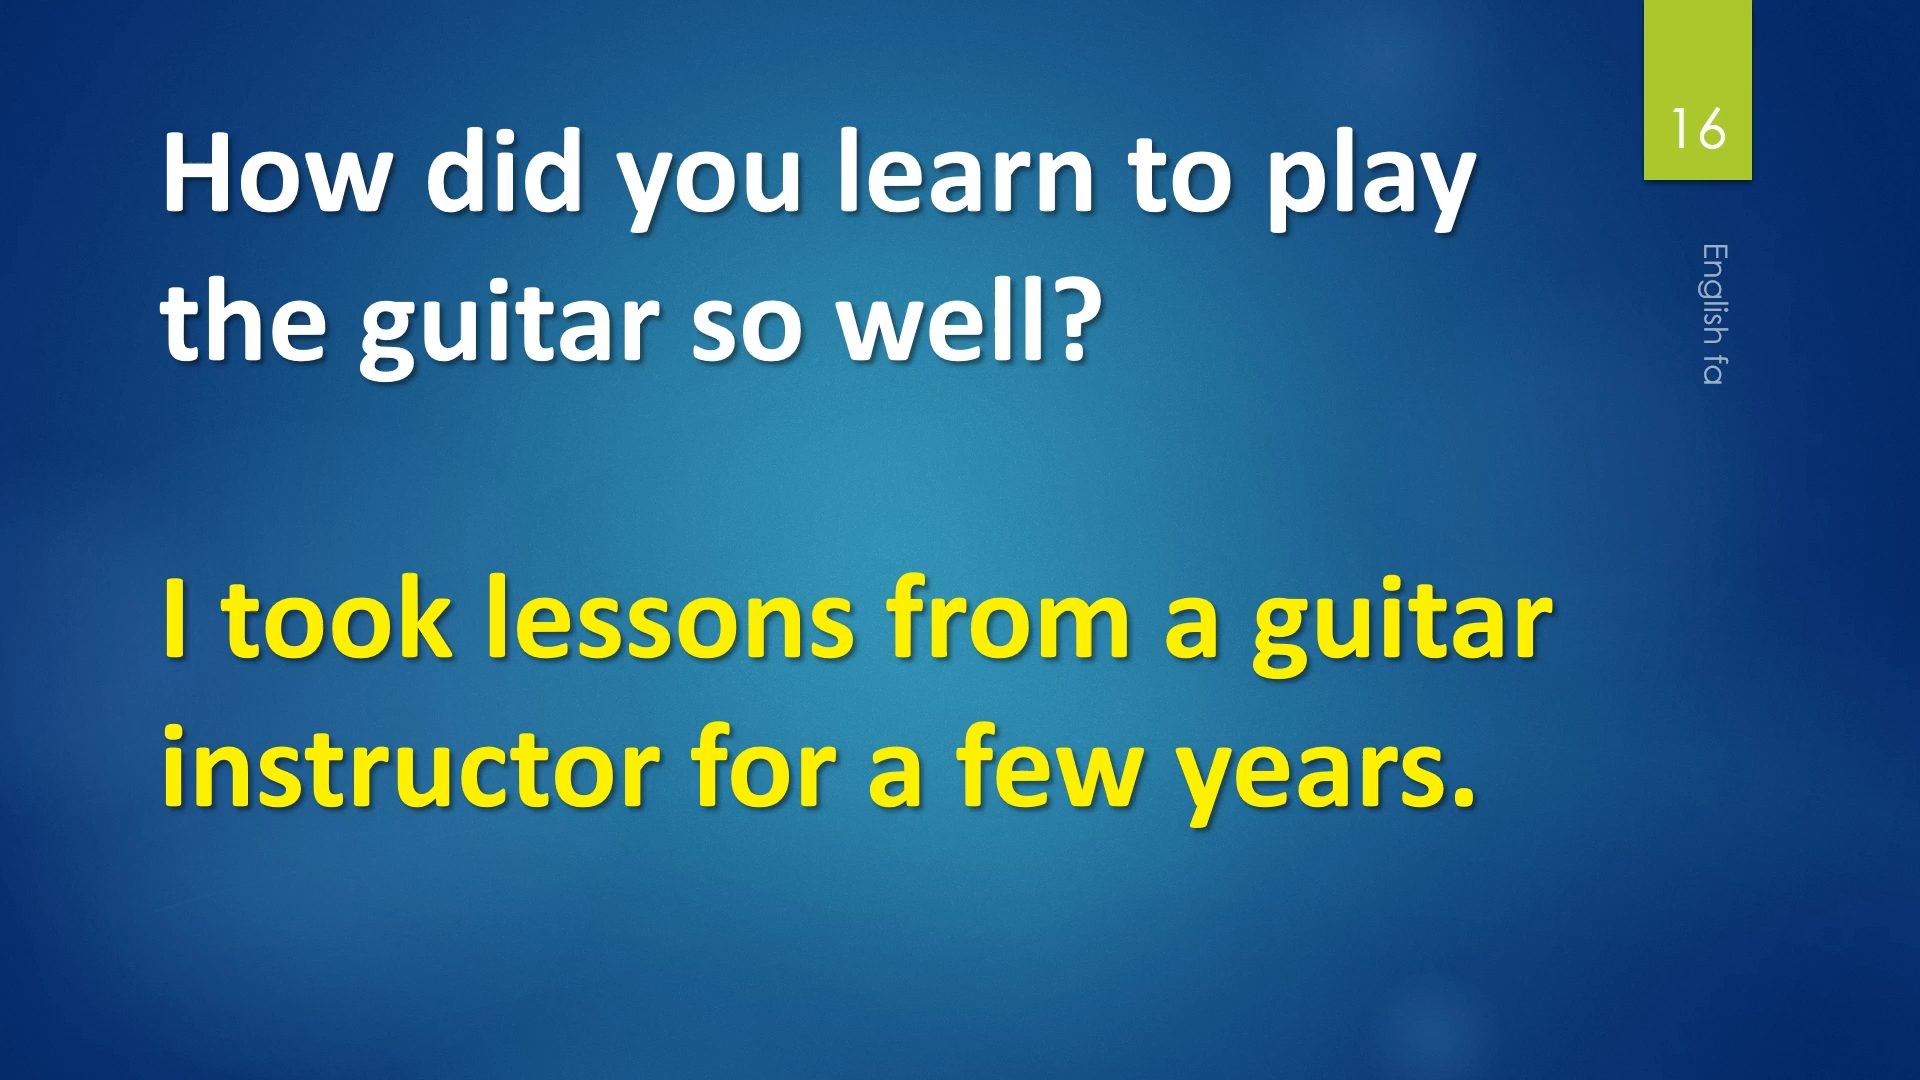 How did you learn to play
the guitar so well?
I took lessons from a guitar
instructor for a few years.
16
English fa